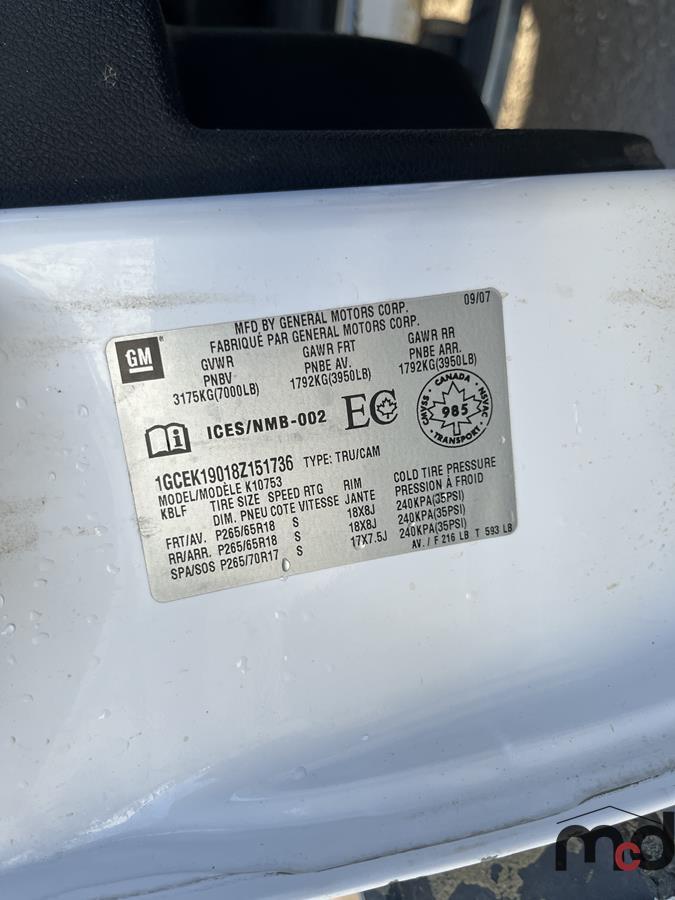 MFD BY GENERAL MOTORS CORP. 09/07
FABRIQUÉ PAR GENERAL MOTORS CORP.
GM
GVWR GAWR FRT GAWR RR
PNBV PNBE AV. PNBE ARR.
3175KG(7000LB) 1792KG(3950LB) 1792KG(3950LB)
i ICES/NMB-002 EC
CANADA
CMVSS 985 NSVAC
TRANSPORT
1GCEK19018Z151736 TYPE: TRU/CAM
MODEL/MODÈLE K10753
KBLF TIRE SIZE SPEED RTG RIM COLD TIRE PRESSURE
DIM. PNEU COTE VITESSE JANTE PRESSION À FROID
FRT/AV. P265/65R18 S 18X8J 240KPA(35PSI)
RR/ARR. P265/65R18 S 18X8J 240KPA(35PSI)
SPA/SOS P265/70R17 S 17X7.5J 240KPA(35PSI)
AV. / F 216 LB T 593 LB
mcd